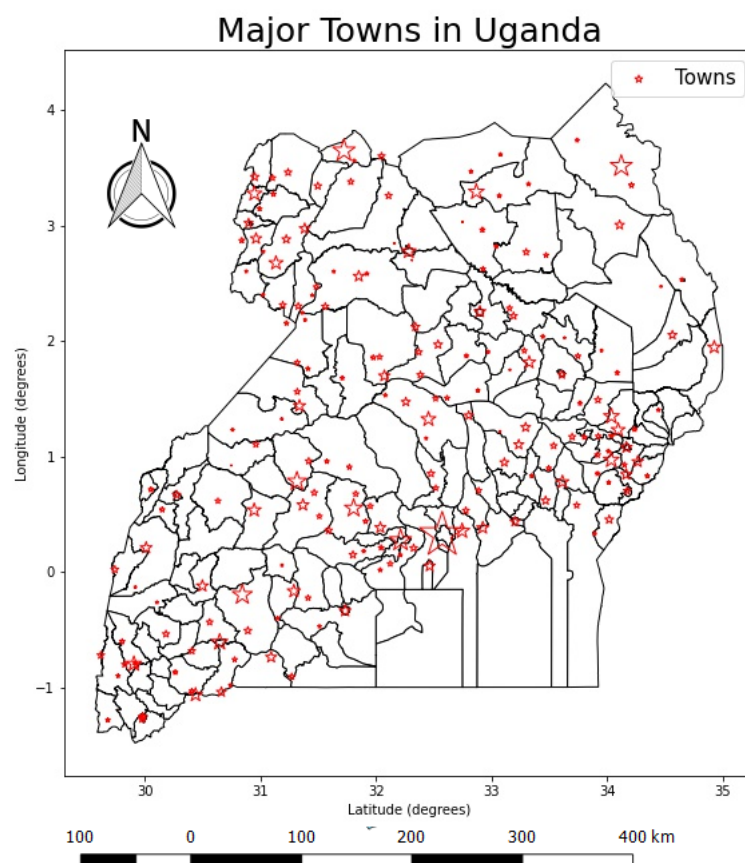 Major Towns in Uganda
Towns
N
4
3
2
1
0
−1
Longitude (degrees)
30 31 32 33 34 35
Latitude (degrees)
100 0 100 200 300 400 km